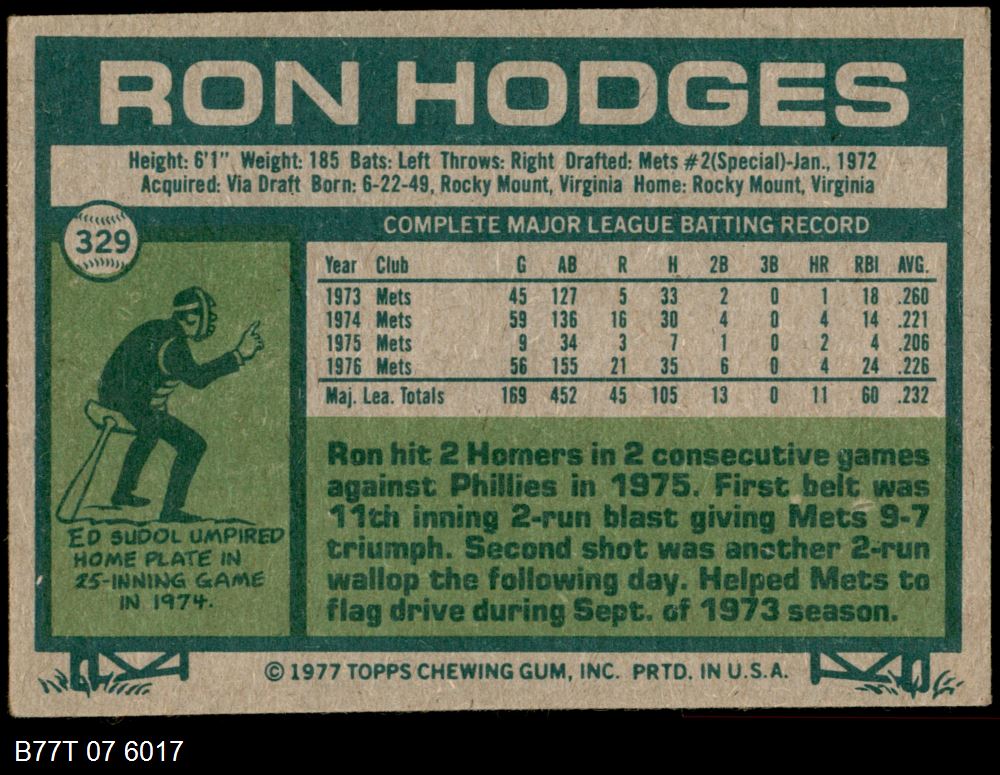 RON HODGES
Height: 6'1" Weight: 185 Bats: Left Throws: Right Drafted: Mets #2(Special)-Jan., 1972
Acquired: Via Draft Born: 6-22-49, Rocky Mount, Virginia Home: Rocky Mount, Virginia
329
COMPLETE MAJOR LEAGUE BATTING RECORD
Year Club G AB R H 2B 3B HR RBI AVG.
1973 Mets 45 127 5 33 2 0 1 18 .260
1974 Mets 59 136 16 30 4 0 4 14 .221
1975 Mets 9 34 3 7 1 0 2 4 .206
1976 Mets 56 155 21 35 6 0 4 24 .226
Maj. Lea. Totals 169 452 45 105 13 0 11 60 .232
ED SUDOL UMPIRED
HOME PLATE IN
25-INNING GAME
IN 1974.
Ron hit 2 Homers in 2 consecutive games
against Phillies in 1975. First belt was
11th inning 2-run blast giving Mets 9-7
triumph. Second shot was another 2-run
wallop the following day. Helped Mets to
flag drive during Sept. of 1973 season.
© 1977 TOPPS CHEWING GUM, INC. PRTD. IN U.S.A.
B77T 07 6017